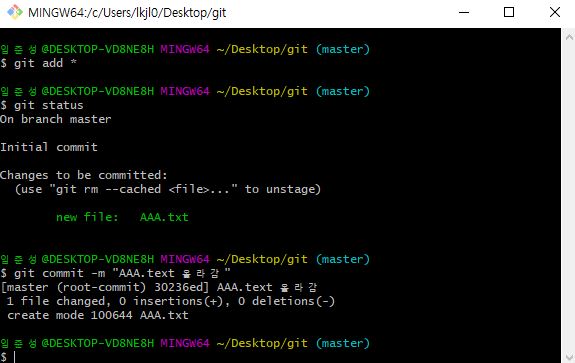 MINGW64:/c/Users/lkjl0/Desktop/git
임준성@DESKTOP-VD8NE8H MINGW64 ~/Desktop/git (master)
$ git add *
임준성@DESKTOP-VD8NE8H MINGW64 ~/Desktop/git (master)
$ git status
On branch master
Initial commit
Changes to be committed:
(use "git rm --cached <file>..." to unstage)
new file: AAA.txt
임준성@DESKTOP-VD8NE8H MINGW64 ~/Desktop/git (master)
$ git commit -m "AAA.text 올라감"
[master (root-commit) 30236ed] AAA.text 올라감
1 file changed, 0 insertions(+), 0 deletions(-)
create mode 100644 AAA.txt
임준성@DESKTOP-VD8NE8H MINGW64 ~/Desktop/git (master)
$